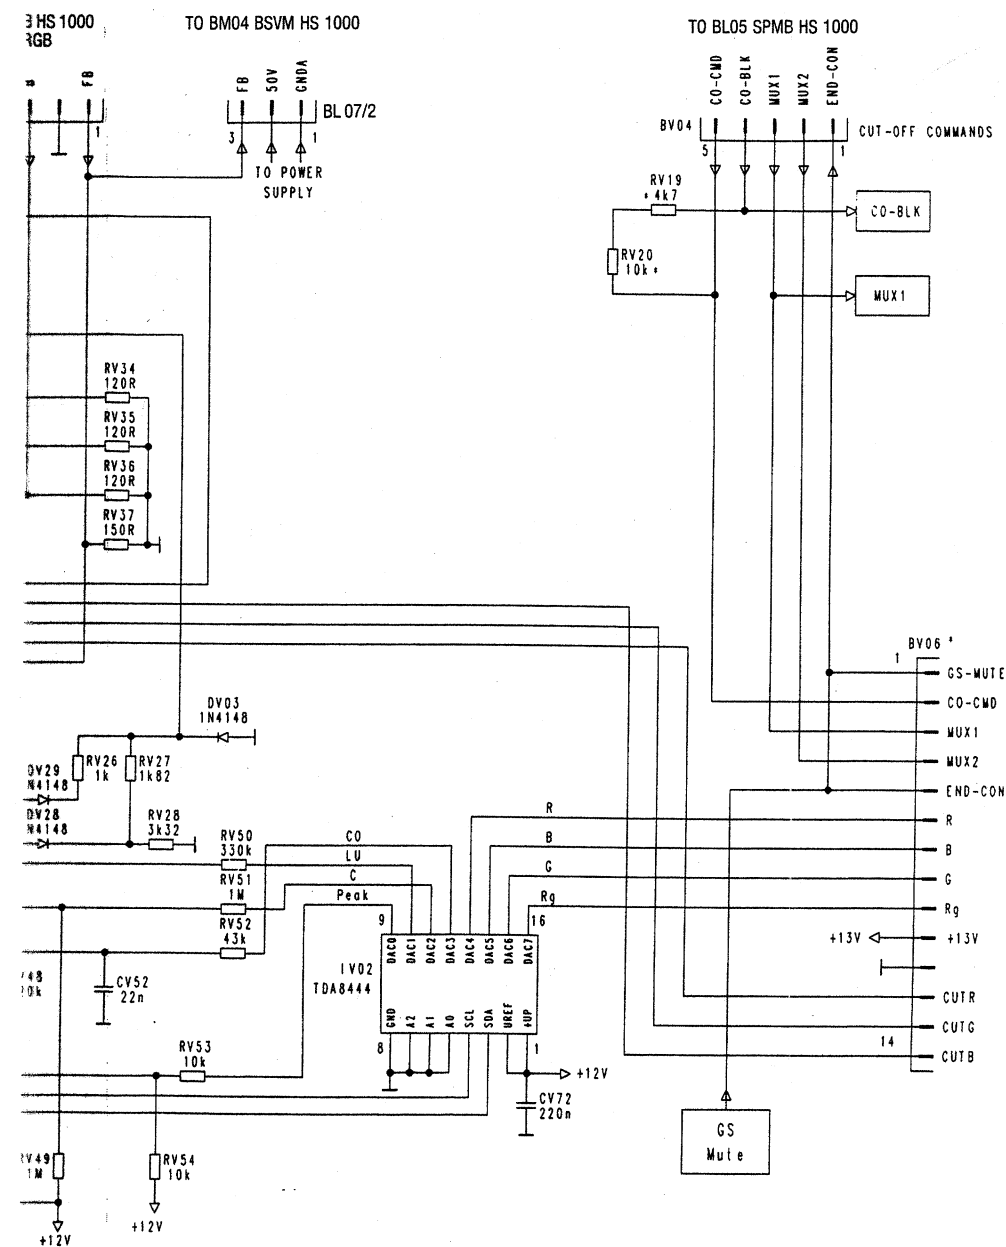 HS 1000
RGB
TO BM04 BSVM HS 1000
TO BL05 SPMB HS 1000
FB
1
FB
50V
GNDA
BL 07/2
3
1
TO POWER
SUPPLY
CO-CMD
CO-BLK
MUX1
MUX2
END-CON
BV04
CUT-OFF COMMANDS
5
1
RV19
* 4k7
CO-BLK
RV20
10k *
MUX1
RV34
120R
RV35
120R
RV36
120R
RV37
150R
BV06 *
1
GS-MUTE
CO-CMD
MUX1
MUX2
END-CON
R
B
G
Rg
+13V
+13V
CUTR
CUTG
14
CUTB
DV03
1N4148
DV29
N4148
RV26
1k
RV27
1k82
DV28
N4148
RV28
3k32
RV50
330k
CO
LU
RV51
1M
C
Peak
RV52
43k
R
B
G
Rg
9
16
DAC0
DAC1
DAC2
DAC3
DAC4
DAC5
DAC6
DAC7
IV02
TDA8444
GND
A2
A1
A0
SCL
SDA
UREF
+UP
8
1
V48
CV52
22n
RV53
10k
+12V
CV72
220n
GS
Mute
RV49
1M
RV54
10k
+12V
+12V